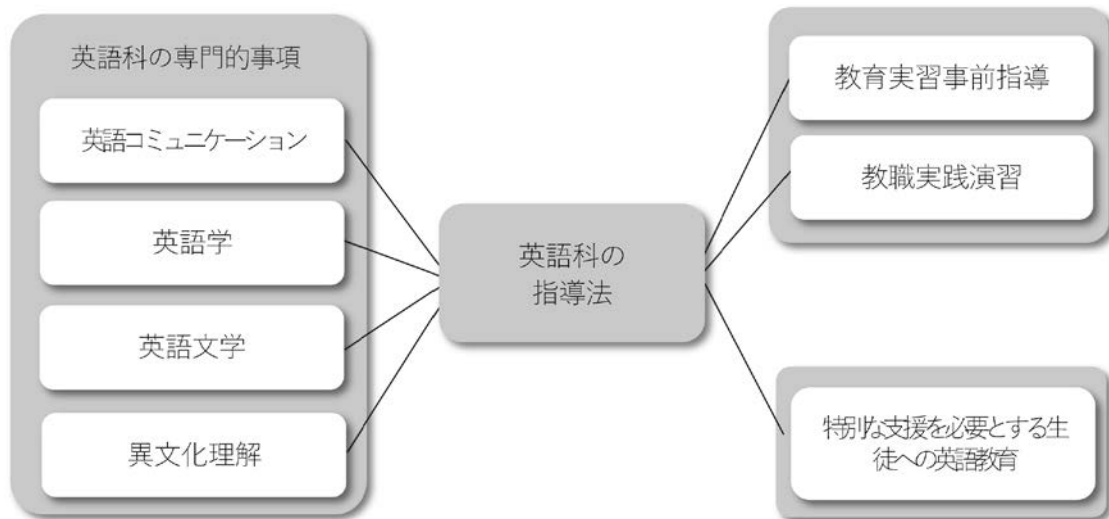 英語科の専門的事項
英語コミュニケーション
英語学
英語文学
異文化理解
英語科の
指導法
教育実習事前指導
教職実践演習
特別な支援を必要とする生
徒への英語教育